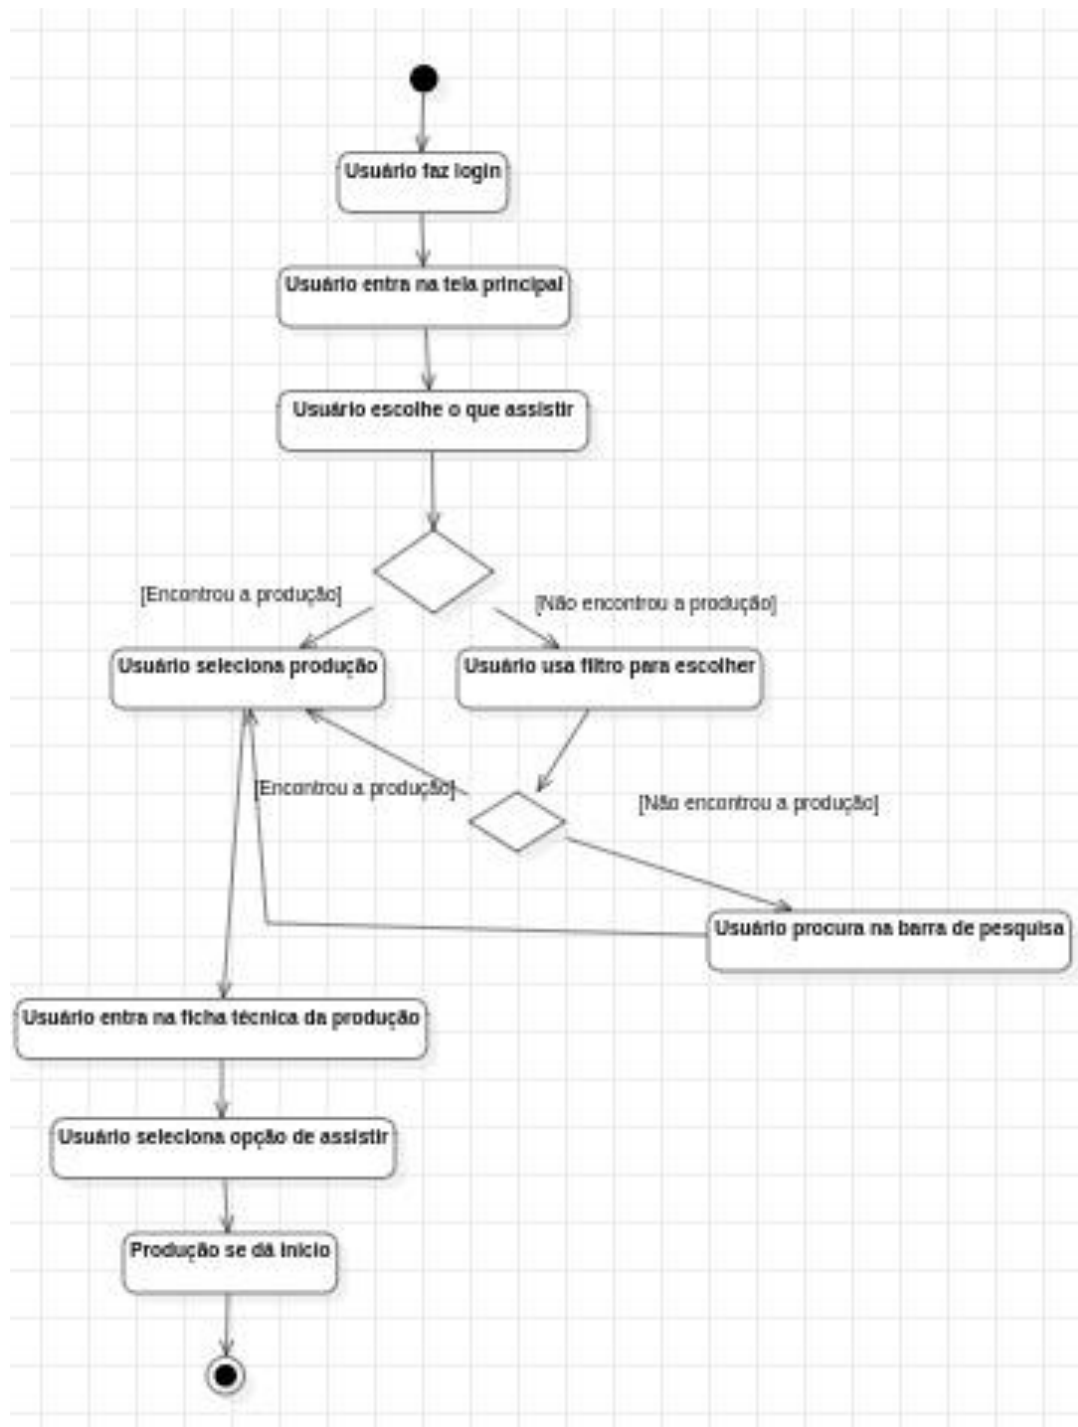 Usuário faz login
Usuário entra na tela principal
Usuário escolhe o que assistir
[Encontrou a produção]
[Não encontrou a produção]
Usuário seleciona produção
Usuário usa filtro para escolher
[Encontrou a produção]
[Não encontrou a produção]
Usuário procura na barra de pesquisa
Usuário entra na ficha técnica da produção
Usuário seleciona opção de assistir
Produção se dá inicio